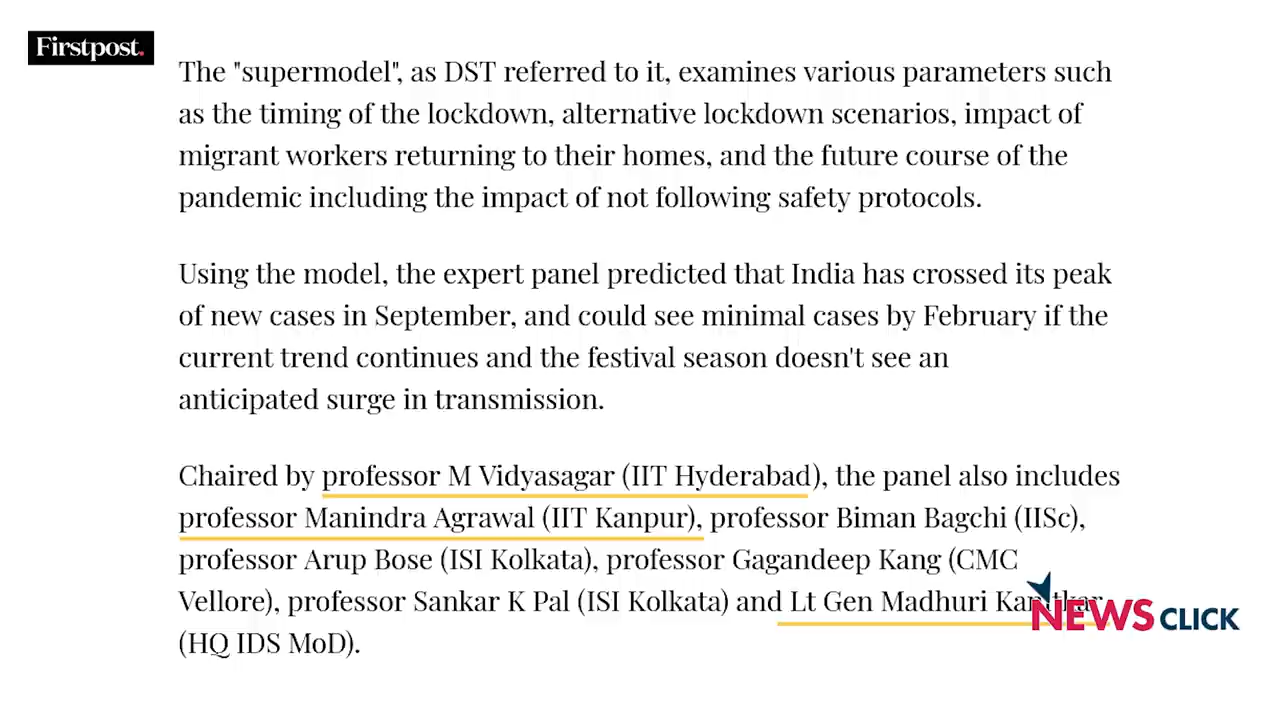 Firstpost.
The "supermodel", as DST referred to it, examines various parameters such
as the timing of the lockdown, alternative lockdown scenarios, impact of
migrant workers returning to their homes, and the future course of the
pandemic including the impact of not following safety protocols.
Using the model, the expert panel predicted that India has crossed its peak
of new cases in September, and could see minimal cases by February if the
current trend continues and the festival season doesn't see an
anticipated surge in transmission.
Chaired by professor M Vidyasagar (IIT Hyderabad), the panel also includes
professor Manindra Agrawal (IIT Kanpur), professor Biman Bagchi (IISc),
professor Arup Bose (ISI Kolkata), professor Gagandeep Kang (CMC
Vellore), professor Sankar K Pal (ISI Kolkata) and Lt Gen Madhuri
(HQ IDS MoD).
NEWS CLICK